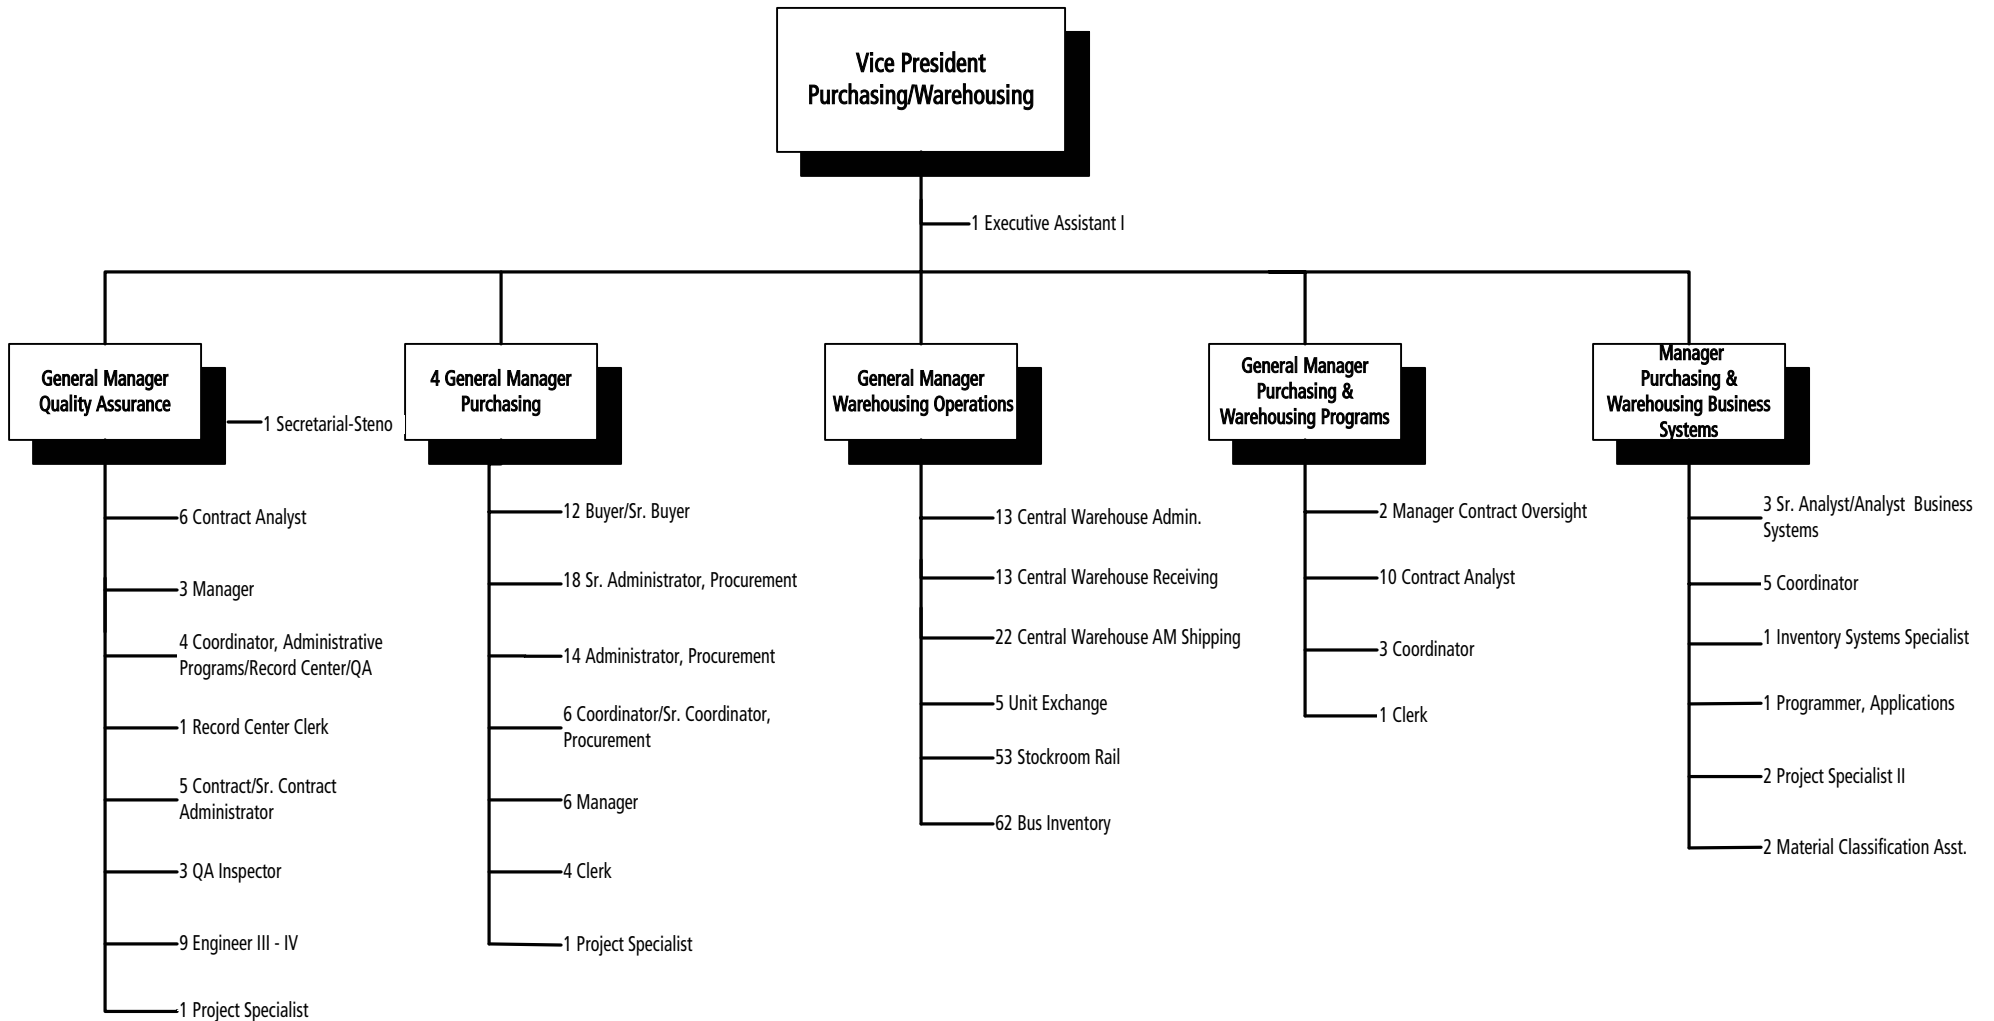 Vice President
Purchasing/Warehousing
1 Executive Assistant I
General Manager
Quality Assurance
1 Secretarial-Steno
6 Contract Analyst
3 Manager
4 Coordinator, Administrative
Programs/Record Center/QA
1 Record Center Clerk
5 Contract/Sr. Contract
Administrator
3 QA Inspector
9 Engineer III - IV
1 Project Specialist
4 General Manager
Purchasing
12 Buyer/Sr. Buyer
18 Sr. Administrator, Procurement
14 Administrator, Procurement
6 Coordinator/Sr. Coordinator,
Procurement
6 Manager
4 Clerk
1 Project Specialist
General Manager
Warehousing Operations
13 Central Warehouse Admin.
13 Central Warehouse Receiving
22 Central Warehouse AM Shipping
5 Unit Exchange
53 Stockroom Rail
62 Bus Inventory
General Manager
Purchasing &
Warehousing Programs
2 Manager Contract Oversight
10 Contract Analyst
3 Coordinator
1 Clerk
Manager
Purchasing &
Warehousing Business
Systems
3 Sr. Analyst/Analyst  Business
Systems
5 Coordinator
1 Inventory Systems Specialist
1 Programmer, Applications
2 Project Specialist II
2 Material Classification Asst.